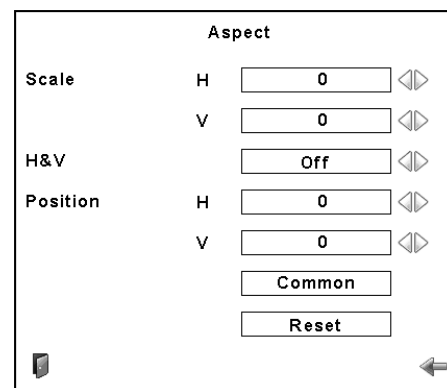 Aspect
Scale H 0
V 0
H&V Off
Position H 0
V 0
Common
Reset